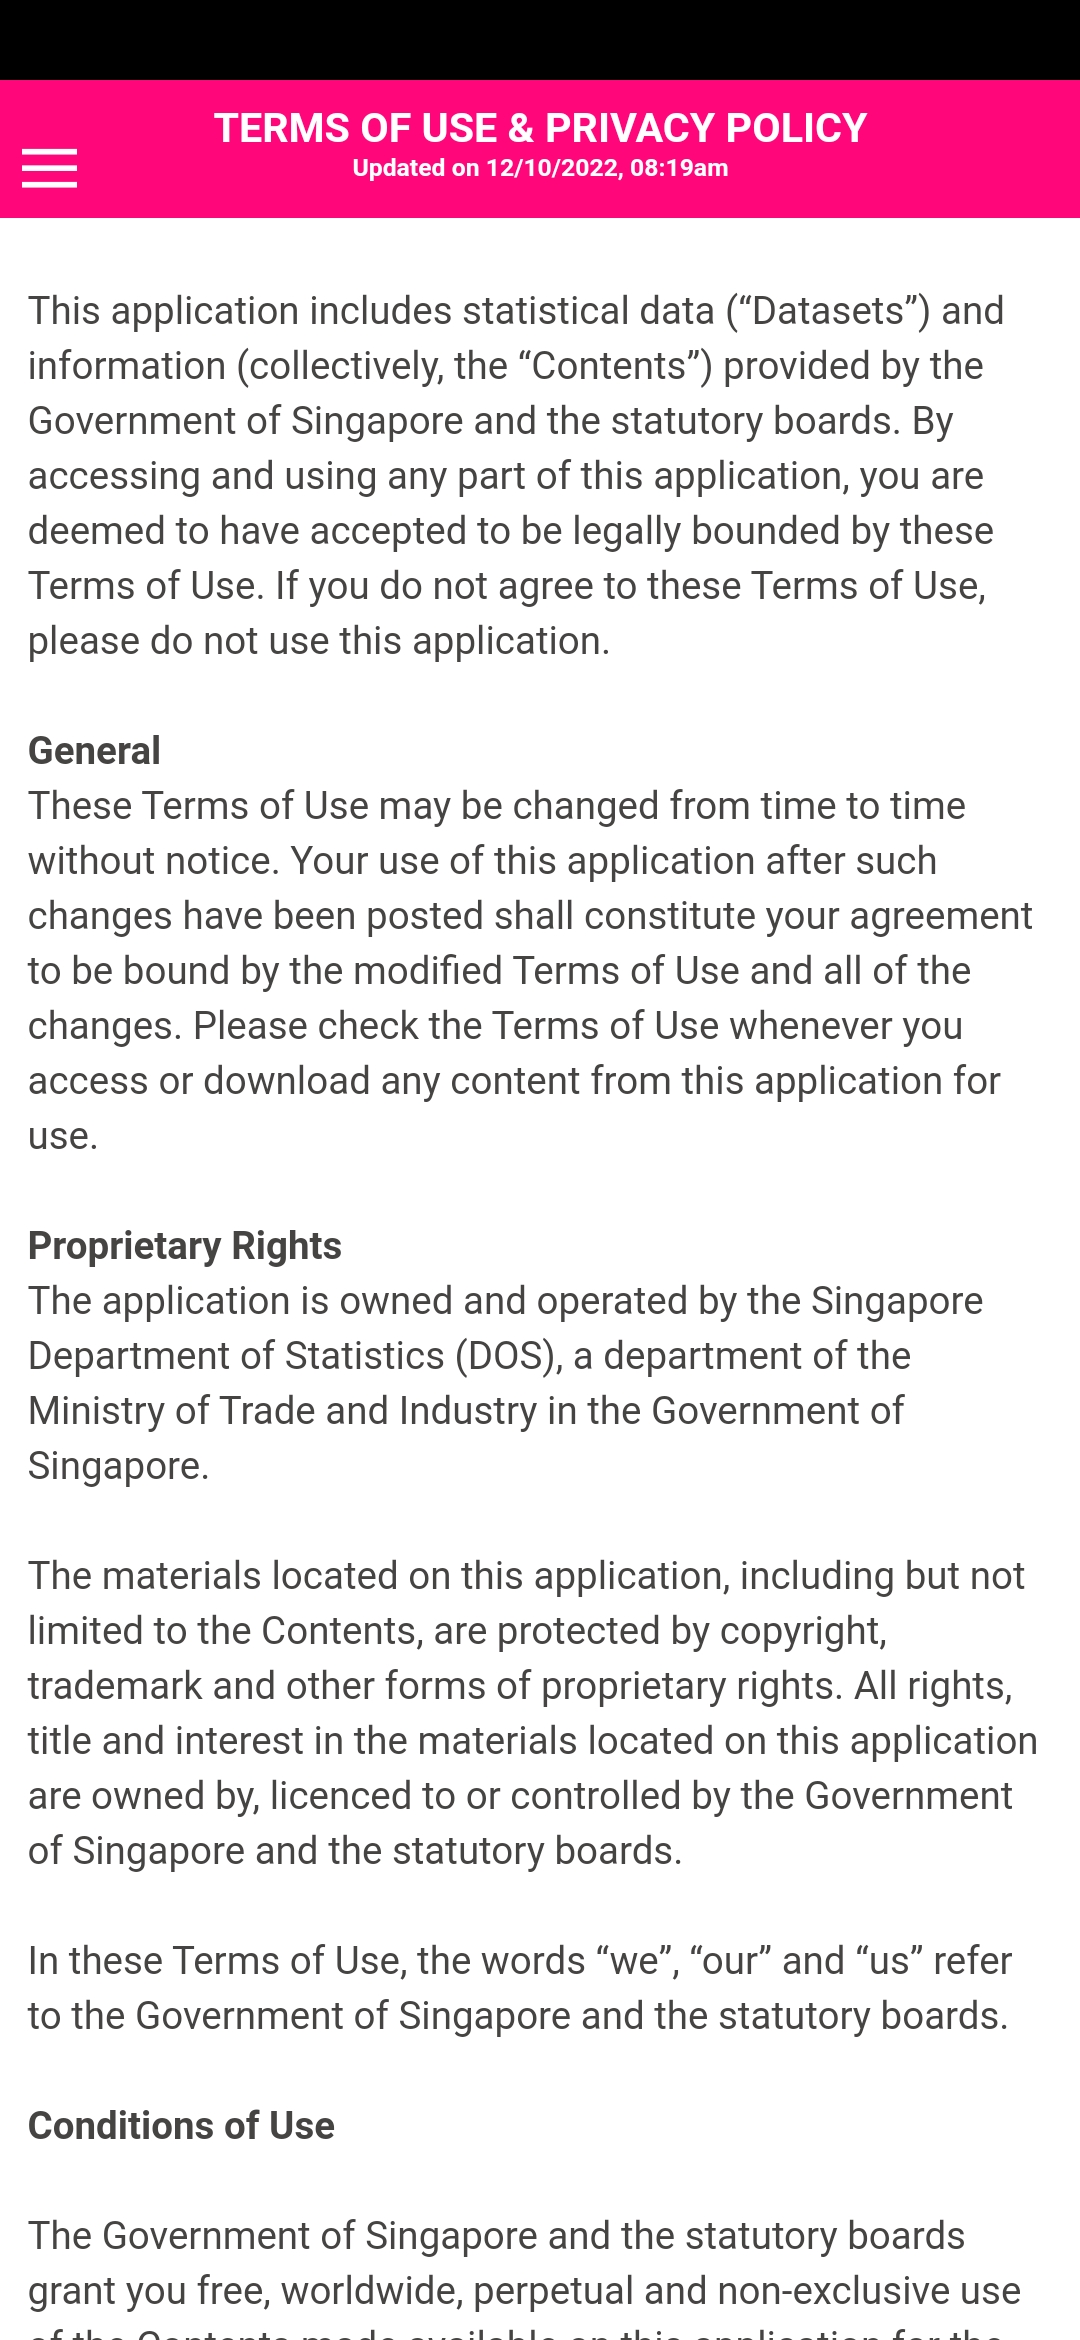 TERMS OF USE & PRIVACY POLICY
Updated on 12/10/2022, 08:19am
This application includes statistical data (“Datasets”) and
information (collectively, the “Contents”) provided by the
Government of Singapore and the statutory boards. By
accessing and using any part of this application, you are
deemed to have accepted to be legally bounded by these
Terms of Use. If you do not agree to these Terms of Use,
please do not use this application.
General
These Terms of Use may be changed from time to time
without notice. Your use of this application after such
changes have been posted shall constitute your agreement
to be bound by the modified Terms of Use and all of the
changes. Please check the Terms of Use whenever you
access or download any content from this application for
use.
Proprietary Rights
The application is owned and operated by the Singapore
Department of Statistics (DOS), a department of the
Ministry of Trade and Industry in the Government of
Singapore.
The materials located on this application, including but not
limited to the Contents, are protected by copyright,
trademark and other forms of proprietary rights. All rights,
title and interest in the materials located on this application
are owned by, licenced to or controlled by the Government
of Singapore and the statutory boards.
In these Terms of Use, the words “we”, “our” and “us” refer
to the Government of Singapore and the statutory boards.
Conditions of Use
The Government of Singapore and the statutory boards
grant you free, worldwide, perpetual and non-exclusive use
of the Contents made available on this application for the